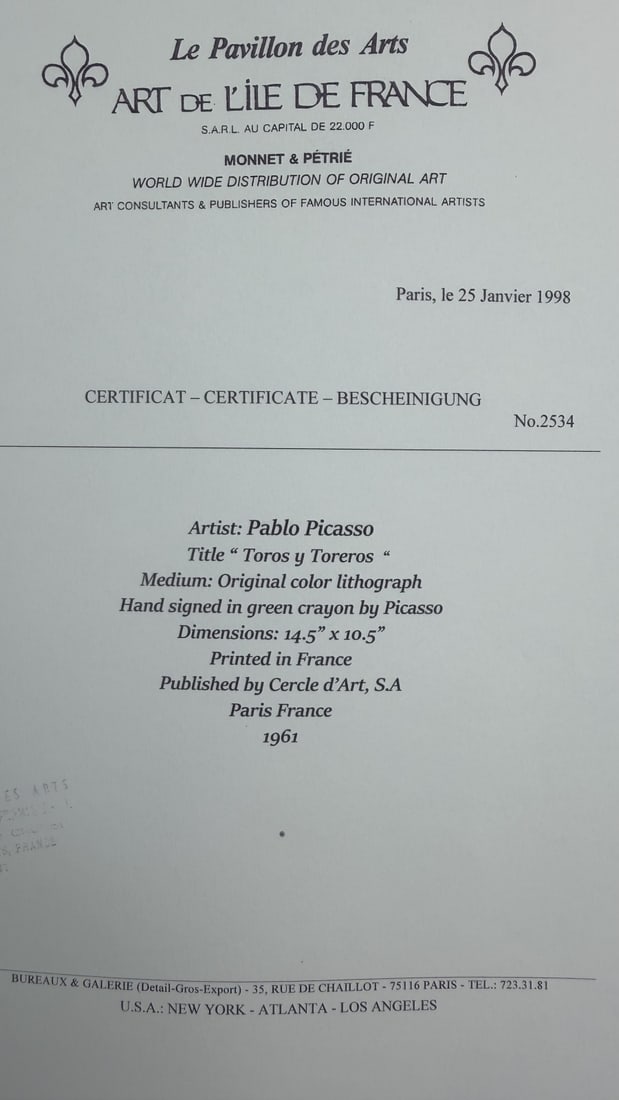 Le Pavillon des Arts
ART DE L'ÎLE DE FRANCE
S.A.R.L. AU CAPITAL DE 22.000 F
MONNET & PÉTRIÉ
WORLD WIDE DISTRIBUTION OF ORIGINAL ART
ART CONSULTANTS & PUBLISHERS OF FAMOUS INTERNATIONAL ARTISTS
Paris, le 25 Janvier 1998
CERTIFICAT – CERTIFICATE – BESCHEINIGUNG
No.2534
Artist: Pablo Picasso
Title “ Toros y Toreros “
Medium: Original color lithograph
Hand signed in green crayon by Picasso
Dimensions: 14.5” x 10.5”
Printed in France
Published by Cercle d’Art, S.A
Paris France
1961
ES ARTS
FRANCE
BUREAUX & GALERIE (Detail-Gros-Export) - 35, RUE DE CHAILLOT - 75116 PARIS - TEL.: 723.31.81
U.S.A.: NEW YORK - ATLANTA - LOS ANGELES